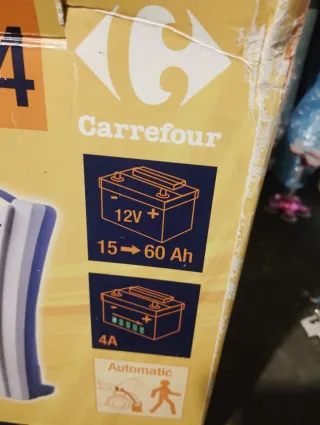 4
Carrefour
- 12V +
15 → 60 Ah
- +
4A
Automatic